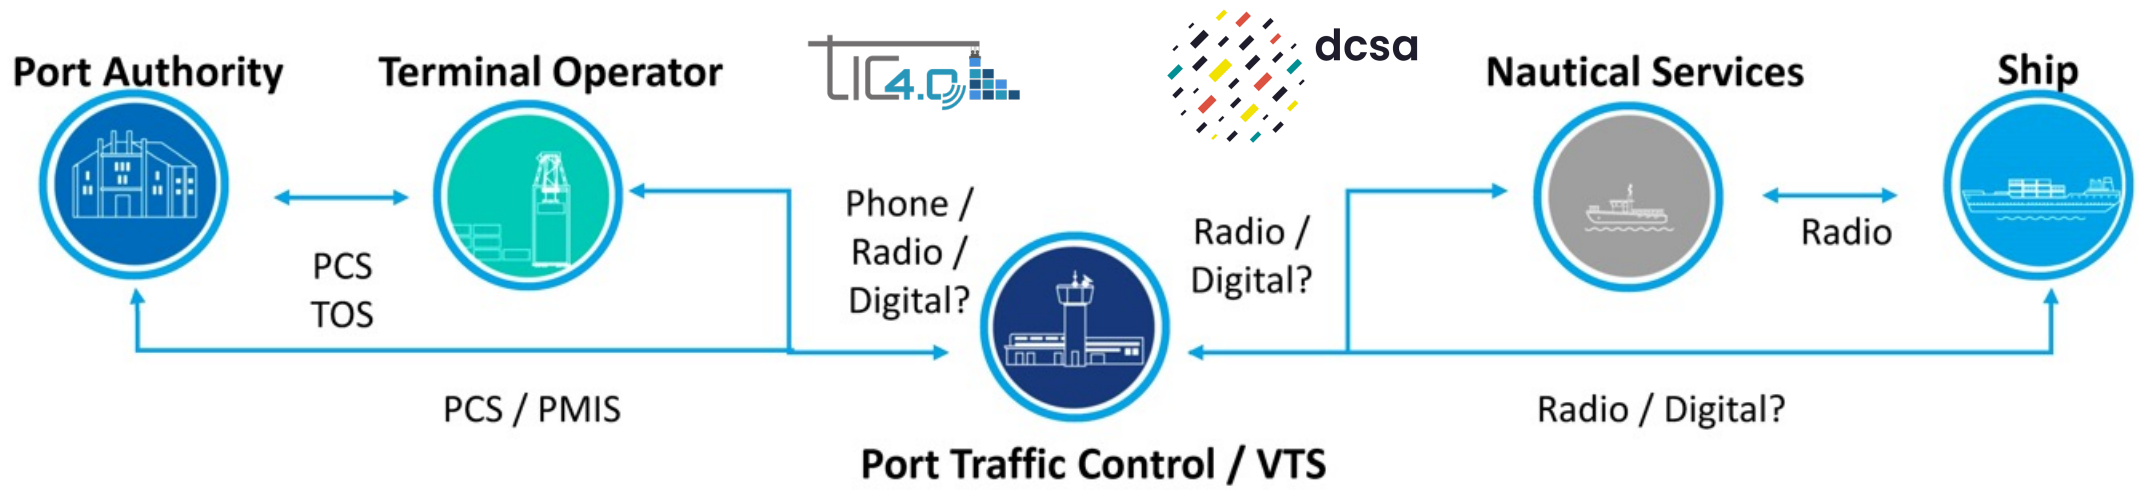 Port Authority
Terminal Operator
TIC4.0
dcsa
Nautical Services
Ship
PCS
TOS
Phone /
Radio /
Digital?
Radio /
Digital?
Radio
PCS / PMIS
Radio / Digital?
Port Traffic Control / VTS